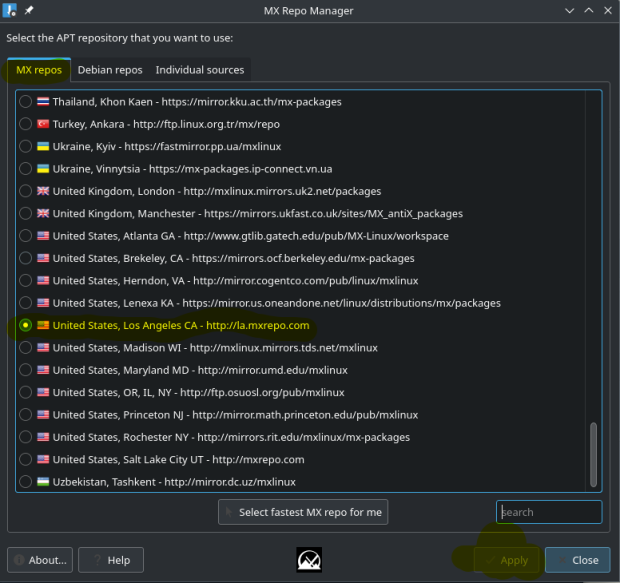 MX Repo Manager
Select the APT repository that you want to use:
MX repos Debian repos Individual sources
Thailand, Khon Kaen - https://mirror.kku.ac.th/mx-packages
Turkey, Ankara - http://ftp.linux.org.tr/mx/repo
Ukraine, Kyiv - https://fastmirror.pp.ua/mxlinux
Ukraine, Vinnytsia - https://mx-packages.ip-connect.vn.ua
United Kingdom, London - http://mxlinux.mirrors.uk2.net/packages
United Kingdom, Manchester - https://mirrors.ukfast.co.uk/sites/MX_antiX_packages
United States, Atlanta GA - http://www.gtlib.gatech.edu/pub/MX-Linux/workspace
United States, Brekeley, CA - https://mirrors.ocf.berkeley.edu/mx-packages
United States, Herndon, VA - http://mirror.cogentco.com/pub/linux/mxlinux
United States, Lenexa KA - https://mirror.us.oneandone.net/linux/distributions/mx/packages
United States, Los Angeles CA - http://la.mxrepo.com
United States, Madison WI - http://mxlinux.mirrors.tds.net/mxlinux
United States, Maryland MD - http://mirror.umd.edu/mxlinux
United States, OR, IL, NY - http://ftp.osuosl.org/pub/mxlinux
United States, Princeton NJ - http://mirror.math.princeton.edu/pub/mxlinux
United States, Rochester NY - http://mirrors.rit.edu/mxlinux/mx-packages
United States, Salt Lake City UT - http://mxrepo.com
Uzbekistan, Tashkent - http://mirror.dc.uz/mxlinux
Select fastest MX repo for me search
About... Help Apply Close